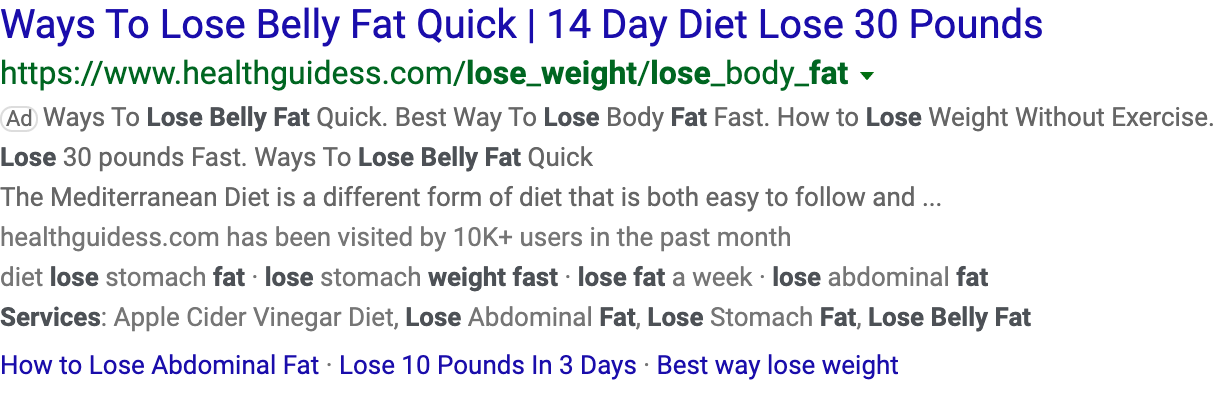 Ways To Lose Belly Fat Quick | 14 Day Diet Lose 30 Pounds
https://www.healthguidess.com/lose_weight/lose_body_fat
Ad Ways To Lose Belly Fat Quick. Best Way To Lose Body Fat Fast. How to Lose Weight Without Exercise.
Lose 30 pounds Fast. Ways To Lose Belly Fat Quick
The Mediterranean Diet is a different form of diet that is both easy to follow and ...
healthguidess.com has been visited by 10K+ users in the past month
diet lose stomach fat · lose stomach weight fast · lose fat a week · lose abdominal fat
Services: Apple Cider Vinegar Diet, Lose Abdominal Fat, Lose Stomach Fat, Lose Belly Fat
How to Lose Abdominal Fat · Lose 10 Pounds In 3 Days · Best way lose weight